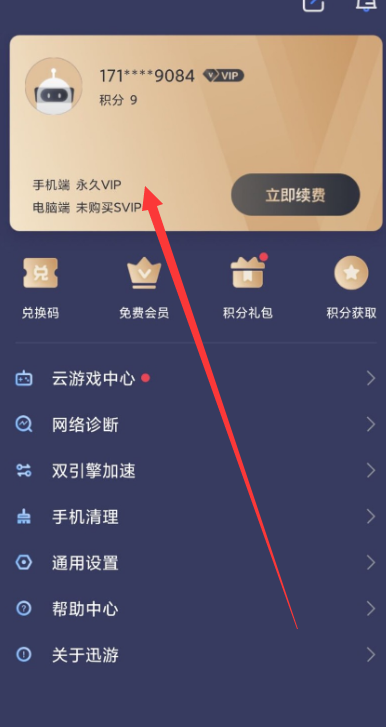 171****9084 VIP
积分 9
手机端 永久VIP
电脑端 未购买SVIP
立即续费
兑换码 免费会员 积分礼包 积分获取
云游戏中心
网络诊断
双引擎加速
手机清理
通用设置
帮助中心
关于迅游